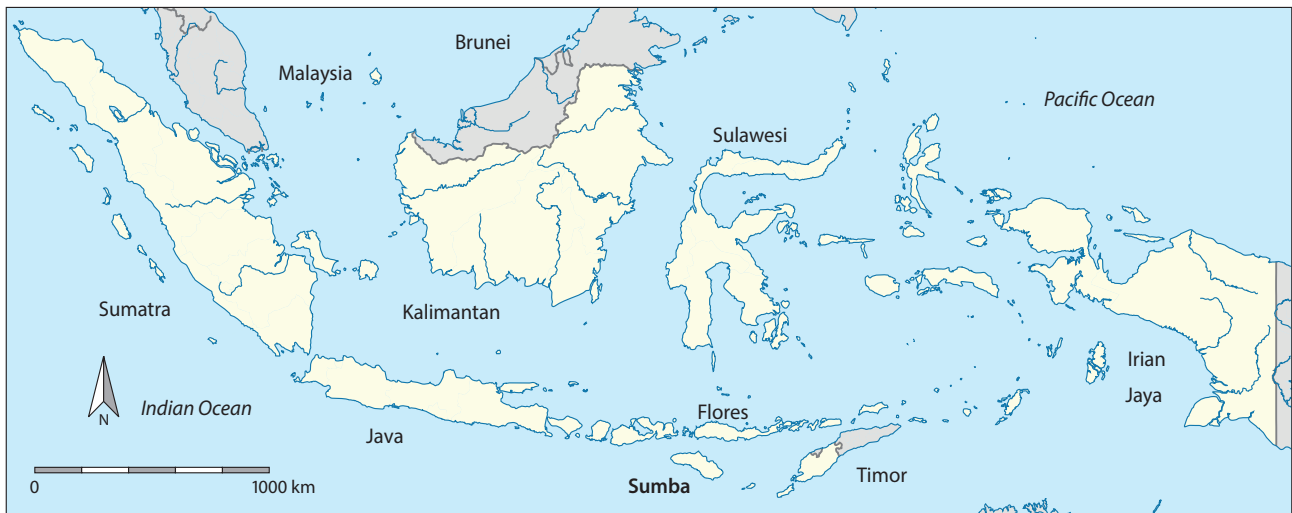 Brunei
Malaysia
Pacific Ocean
Sulawesi
Sumatra
Kalimantan
Irian
Jaya
N
Indian Ocean
Java
Flores
Timor
Sumba
0
1000 km